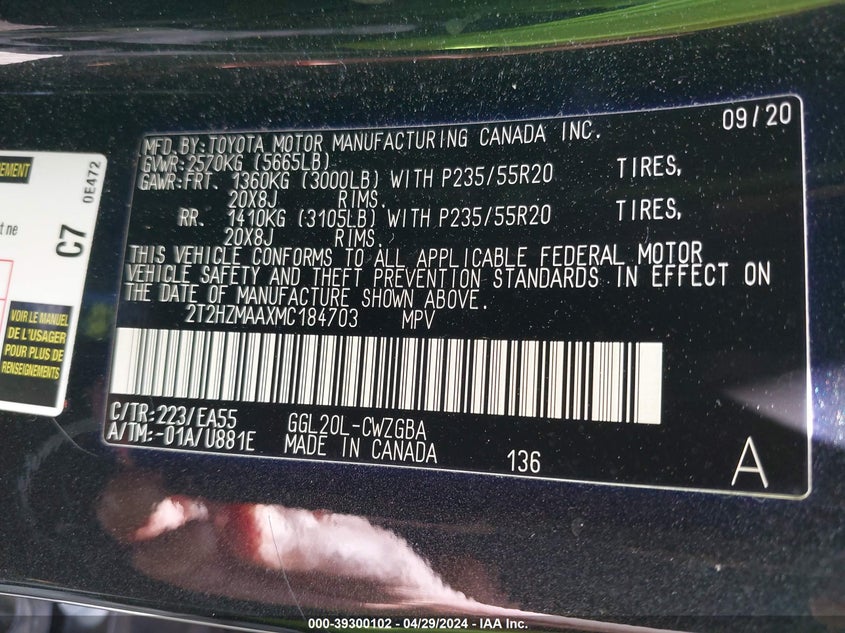 09/20
MFD.BY:TOYOTA MOTOR MANUFACTURING CANADA INC.
GVWR:2570KG (5665LB)
GAWR:FRT. 1360KG (3000LB) WITH P235/55R20 TIRES,
20X8J RIMS.
RR. 1410KG (3105LB) WITH P235/55R20 TIRES,
20X8J RIMS.
THIS VEHICLE CONFORMS TO ALL APPLICABLE FEDERAL MOTOR
VEHICLE SAFETY AND THEFT PREVENTION STANDARDS IN EFFECT ON
THE DATE OF MANUFACTURE SHOWN ABOVE.
2T2HZMAAXMC184703 MPV
C/TR:223/EA55 GGL20L-CWZGBA
A/TM:-01A/U881E MADE IN CANADA 136 A
ne
C7
0E472
VOIR LE MANUEL
DE L'USAGER
POUR PLUS DE
RENSEIGNEMENTS
000-39300102 - 04/29/2024 - IAA Inc.